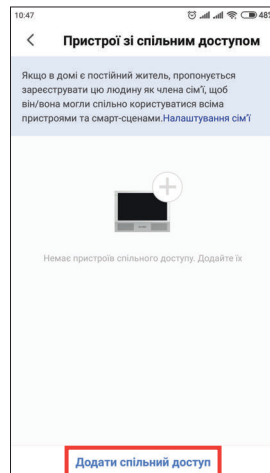 10:47
48%
Пристрої зі спільним доступом
Якщо в домі є постійний житель, пропонується
зареєструвати цю людину як члена сім'ї, щоб
він/вона могли спільно користуватися всіма
пристроями та смарт-сценами.Налаштування сім'ї
Немає пристроїв спільного доступу. Додайте їх
Додати спільний доступ